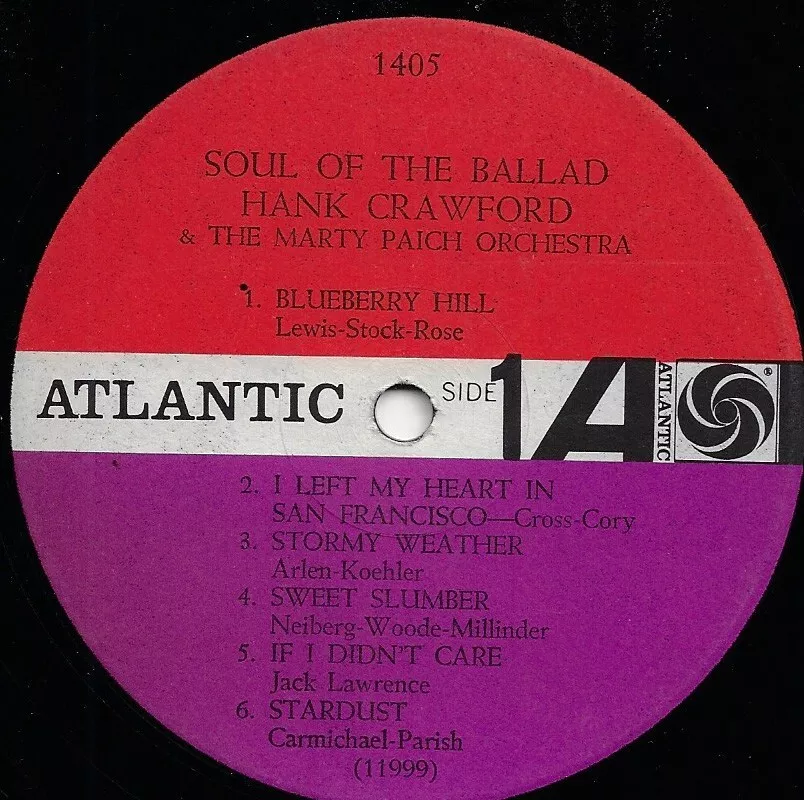 1405
SOUL OF THE BALLAD
HANK CRAWFORD
& THE MARTY PAICH ORCHESTRA
1. BLUEBERRY HILL
Lewis-Stock-Rose
ATLANTIC
SIDE 1
A
ATLANTIC
®
2. I LEFT MY HEART IN
SAN FRANCISCO—Cross-Cory
3. STORMY WEATHER
Arlen-Koehler
4. SWEET SLUMBER
Neiberg-Woode-Millinder
5. IF I DIDN'T CARE
Jack Lawrence
6. STARDUST
Carmichael-Parish
(11999)